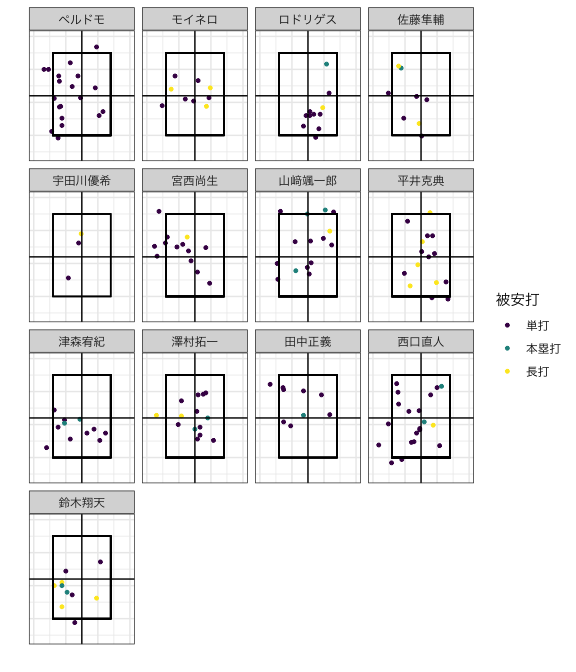 ペルドモ
モイネロ
ロドリゲス
佐藤隼輔
宇田川優希
宮西尚生
山﨑颯一郎
平井克典
津森宥紀
澤村拓一
田中正義
西口直人
鈴木翔天
被安打
単打
本塁打
長打